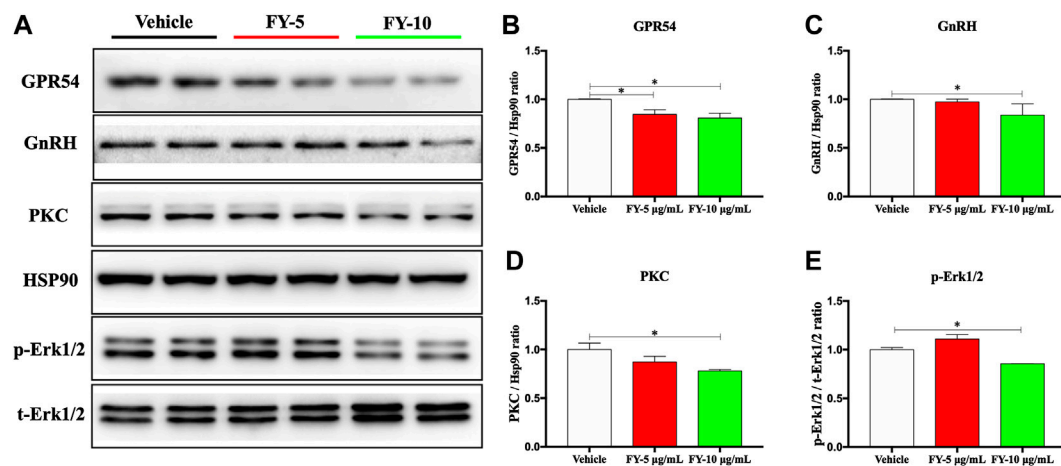 A
Vehicle FY-5 FY-10
GPR54
GnRH
PKC
HSP90
p-Erk1/2
t-Erk1/2
B
GPR54
GPR54 / Hsp90 ratio
1.5
1.0
0.5
0.0
* *
Vehicle FY-5 μg/mL FY-10 μg/mL
C
GnRH
GnRH / Hsp90 ratio
1.5
1.0
0.5
0.0
*
Vehicle FY-5 μg/mL FY-10 μg/mL
D
PKC
PKC / Hsp90 ratio
1.5
1.0
0.5
0.0
*
Vehicle FY-5 μg/mL FY-10 μg/mL
E
p-Erk1/2
p-Erk1/2 / t-Erk1/2 ratio
1.5
1.0
0.5
0.0
*
Vehicle FY-5 μg/mL FY-10 μg/mL